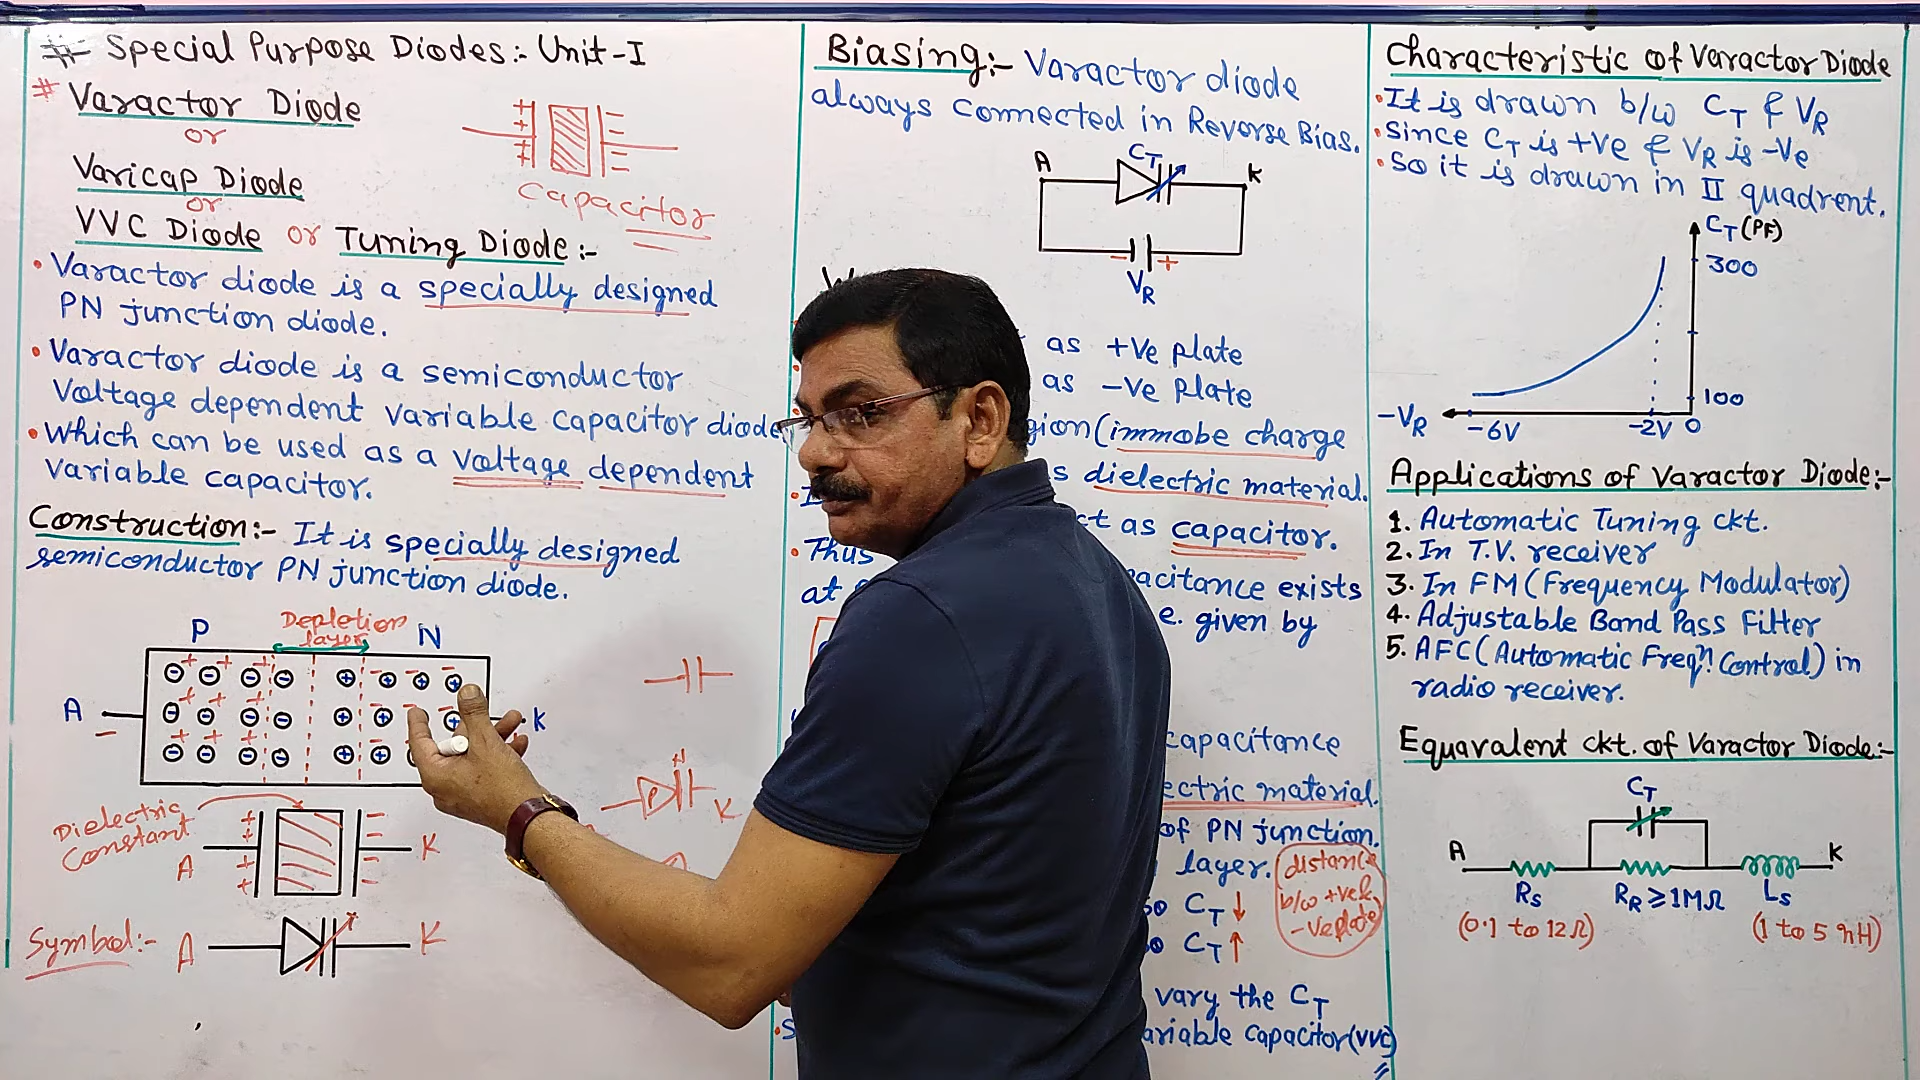 # Special Purpose Diodes:- Unit-I
# Varactor Diode
or
Varicap Diode
or
VVC Diode or Tuning Diode:-
Capacitor
• Varactor diode is a specially designed
PN junction diode.
• Varactor diode is a semiconductor
Voltage dependent variable capacitor diode
• Which can be used as a voltage dependent
variable capacitor.
Construction:- It is specially designed
semiconductor PN junction diode.
P Depletion layer N
A − K
Dielectric
Constant
A K
P N K
Symbol:- A K
Biasing:- Varactor diode
always connected in Reverse Bias.
A CT K
− +
VR
as +Ve plate
as -Ve Plate
(immobe charge
dielectric material.
as capacitor.
• Thus
at
exists
given by
capacitance
material.
of PN junction.
layer.
(distance
b/w +ve &
-ve plate)
so CT ↓
CT ↑
vary the CT
capacitor (VVC)
Characteristic of Varactor Diode
• It is drawn b/w CT & VR
• Since CT is +Ve & VR is -Ve
• So it is drawn in II quadrent.
CT (PF)
300
100
-VR -6V -2V 0
Applications of Varactor Diode:-
1. Automatic Tuning ckt.
2. In T.V. receiver
3. In FM (Frequency Modulator)
4. Adjustable Band Pass Filter
5. AFC (Automatic Freqn. Control) in
radio receiver.
Equavalent ckt. of Varactor Diode:-
CT
A K
Rs RR ≥ 1MΩ Ls
(0.1 to 12Ω) (1 to 5 nH)